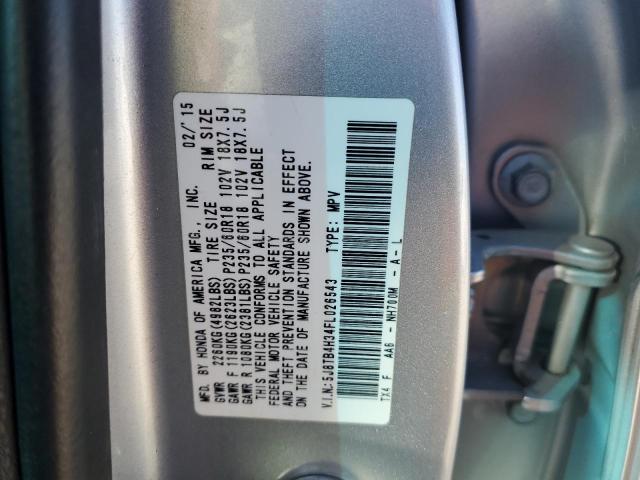 MFD. BY HONDA OF AMERICA MFG., INC. 02/'15
GVWR 2260KG(4982LBS) TIRE SIZE RIM SIZE
GAWR F 1190KG(2623LBS) P235/60R18 102V 18X7.5J
GAWR R 1080KG(2381LBS) P235/60R18 102V 18X7.5J
THIS VEHICLE CONFORMS TO ALL APPLICABLE
FEDERAL MOTOR VEHICLE SAFETY
AND THEFT PREVENTION STANDARDS IN EFFECT
ON THE DATE OF MANUFACTURE SHOWN ABOVE.
V.I.N.:5J8TB4H34FL026543 TYPE: MPV
TX4 F AA6 - NH700M - A - L